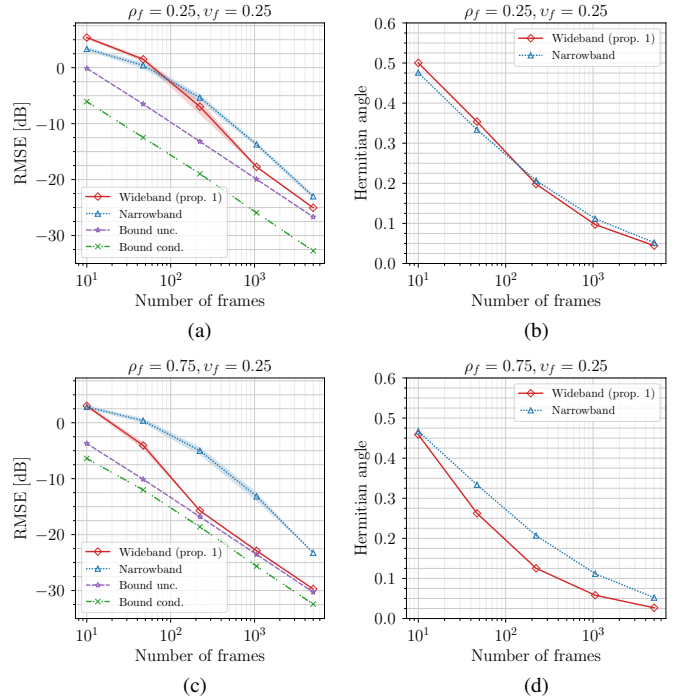 ρ_f = 0.25, υ_f = 0.25
RMSE [dB]
0
−10
−20
−30
Wideband (prop. 1)
Narrowband
Bound unc.
Bound cond.
10^1 10^2 10^3
Number of frames
(a)
ρ_f = 0.25, υ_f = 0.25
Hermitian angle
0.6
0.5
0.4
0.3
0.2
0.1
0.0
Wideband (prop. 1)
Narrowband
10^1 10^2 10^3
Number of frames
(b)
ρ_f = 0.75, υ_f = 0.25
RMSE [dB]
0
−10
−20
−30
Wideband (prop. 1)
Narrowband
Bound unc.
Bound cond.
10^1 10^2 10^3
Number of frames
(c)
ρ_f = 0.75, υ_f = 0.25
Hermitian angle
0.6
0.5
0.4
0.3
0.2
0.1
0.0
Wideband (prop. 1)
Narrowband
10^1 10^2 10^3
Number of frames
(d)